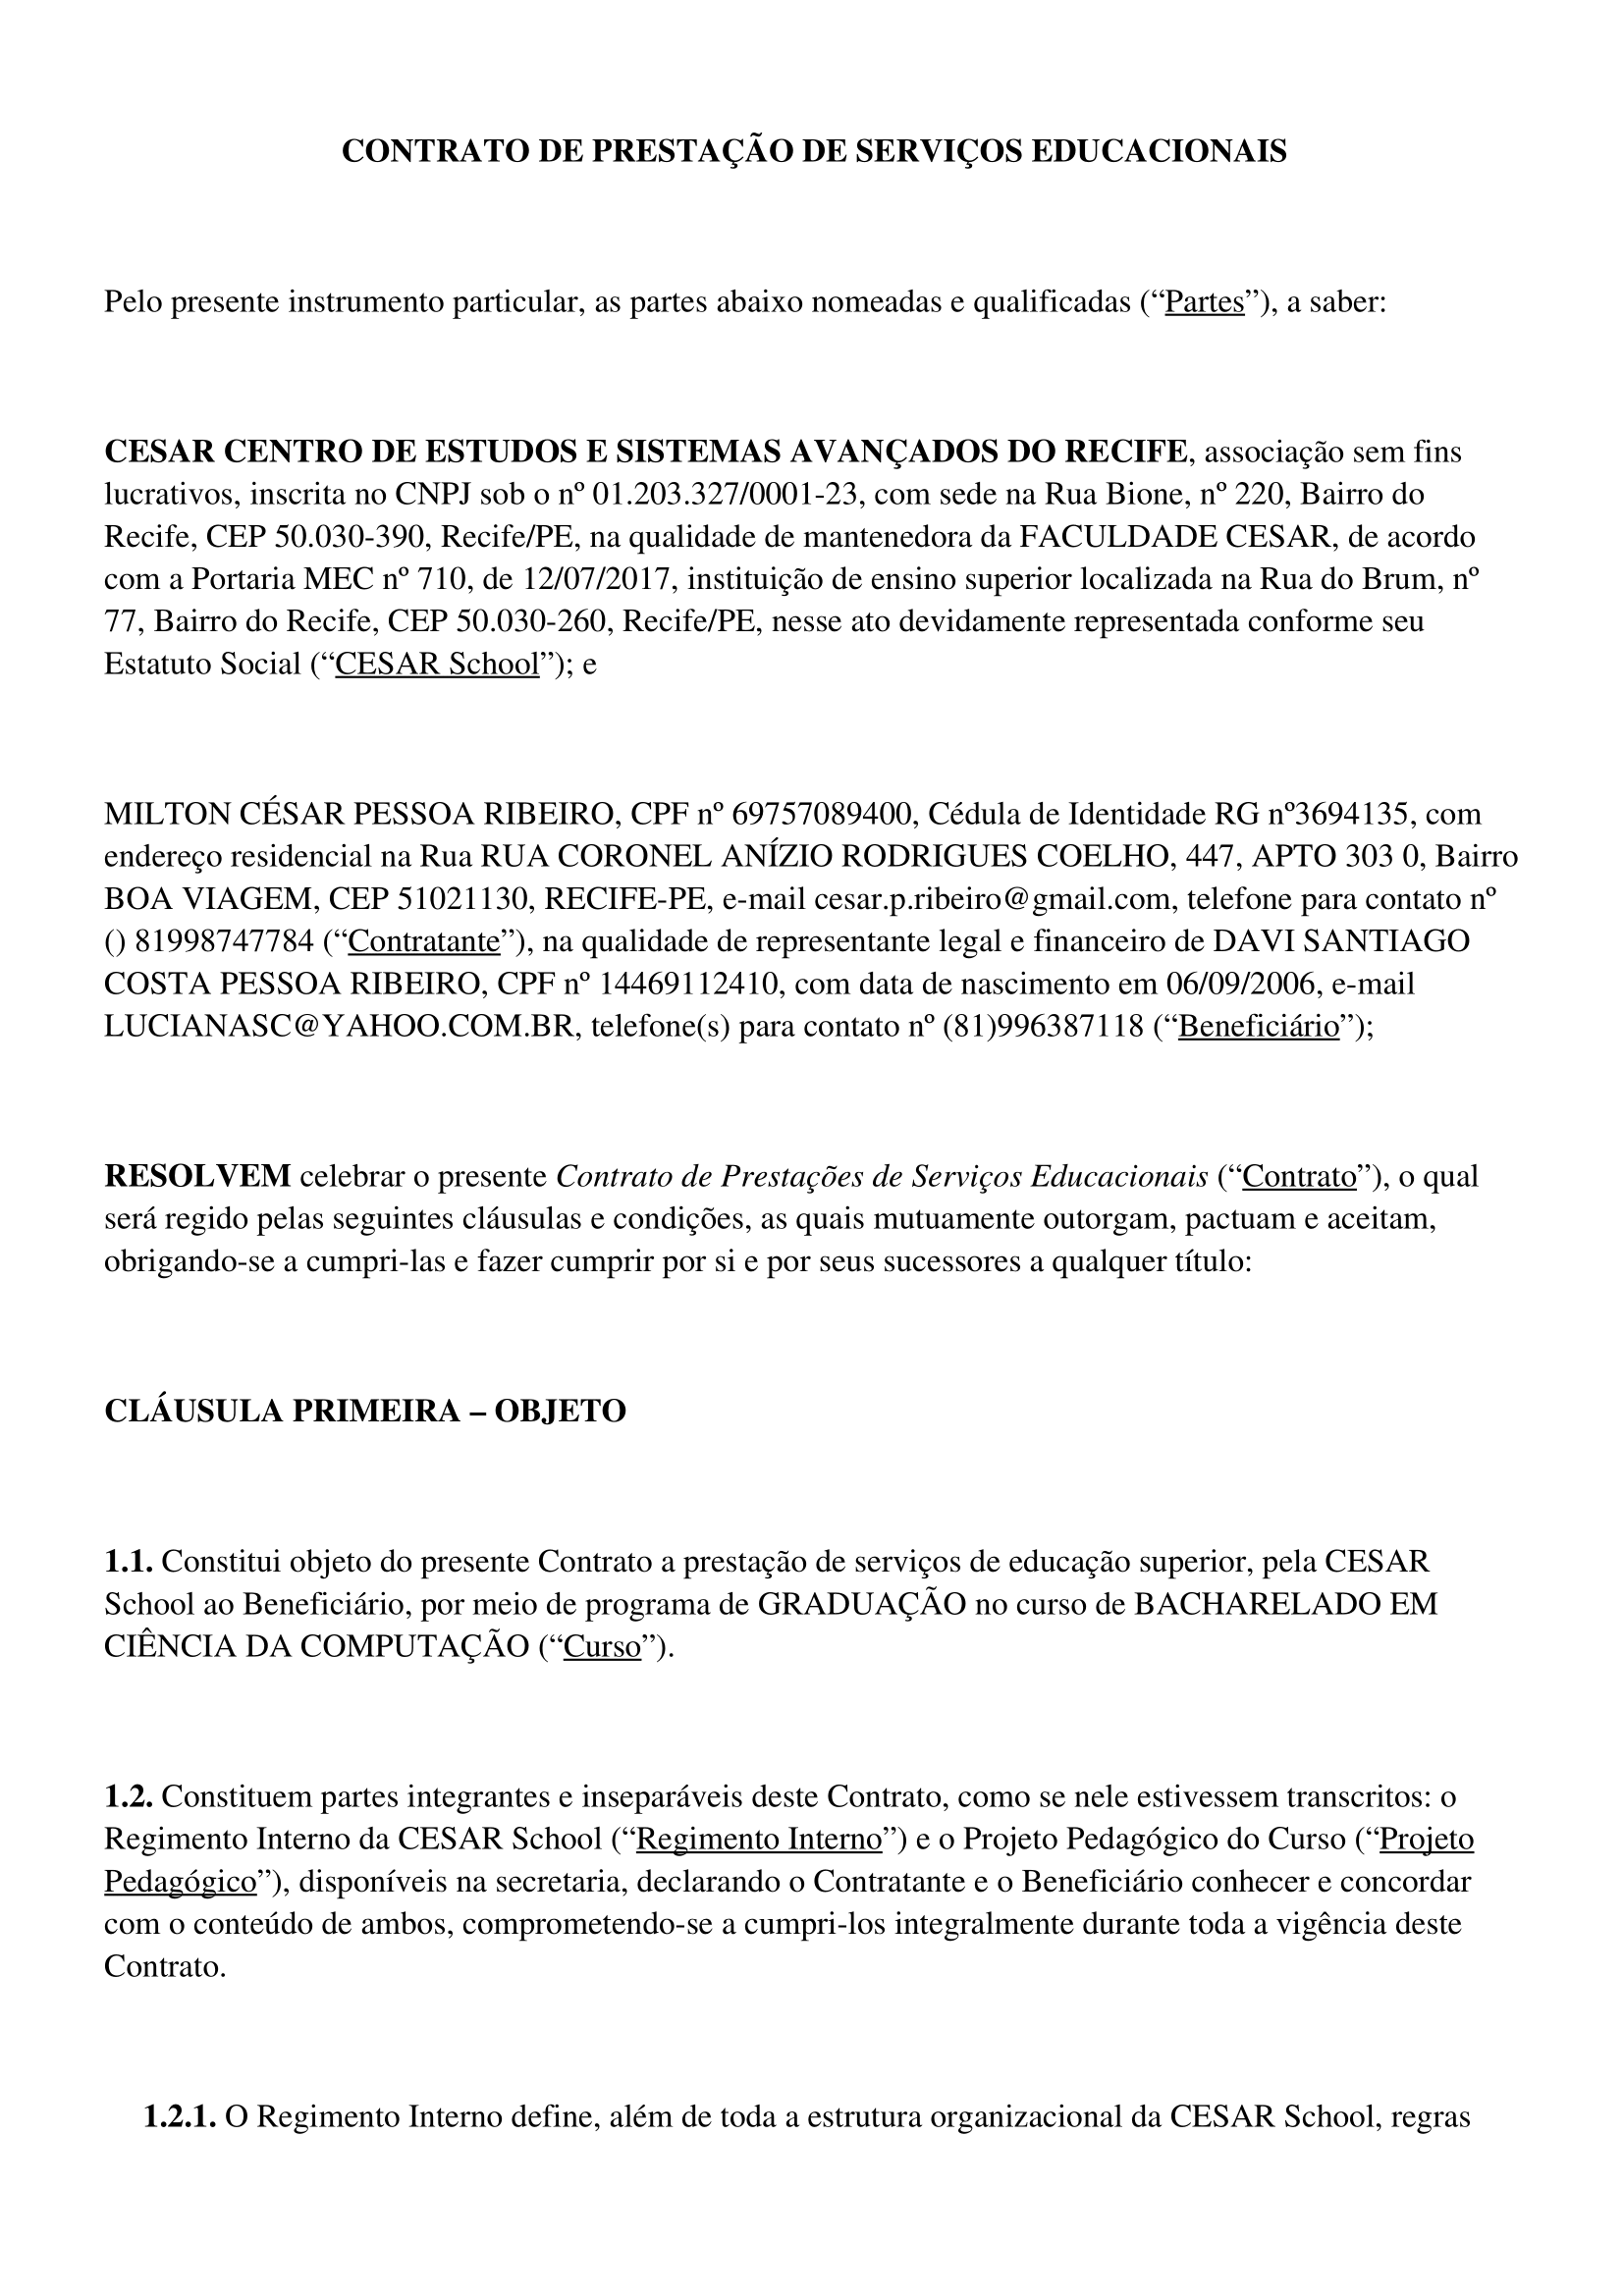 CONTRATO DE PRESTAÇÃO DE SERVIÇOS EDUCACIONAIS
Pelo presente instrumento particular, as partes abaixo nomeadas e qualificadas (“Partes”), a saber:
CESAR CENTRO DE ESTUDOS E SISTEMAS AVANÇADOS DO RECIFE, associação sem fins
lucrativos, inscrita no CNPJ sob o nº 01.203.327/0001-23, com sede na Rua Bione, nº 220, Bairro do
Recife, CEP 50.030-390, Recife/PE, na qualidade de mantenedora da FACULDADE CESAR, de acordo
com a Portaria MEC nº 710, de 12/07/2017, instituição de ensino superior localizada na Rua do Brum, nº
77, Bairro do Recife, CEP 50.030-260, Recife/PE, nesse ato devidamente representada conforme seu
Estatuto Social (“CESAR School”); e
MILTON CÉSAR PESSOA RIBEIRO, CPF nº 69757089400, Cédula de Identidade RG nº3694135, com
endereço residencial na Rua RUA CORONEL ANÍZIO RODRIGUES COELHO, 447, APTO 303 0, Bairro
BOA VIAGEM, CEP 51021130, RECIFE-PE, e-mail cesar.p.ribeiro@gmail.com, telefone para contato nº
() 81998747784 (“Contratante”), na qualidade de representante legal e financeiro de DAVI SANTIAGO
COSTA PESSOA RIBEIRO, CPF nº 14469112410, com data de nascimento em 06/09/2006, e-mail
LUCIANASC@YAHOO.COM.BR, telefone(s) para contato nº (81)996387118 (“Beneficiário”);
RESOLVEM celebrar o presente Contrato de Prestações de Serviços Educacionais (“Contrato”), o qual
será regido pelas seguintes cláusulas e condições, as quais mutuamente outorgam, pactuam e aceitam,
obrigando-se a cumpri-las e fazer cumprir por si e por seus sucessores a qualquer título:
CLÁUSULA PRIMEIRA – OBJETO
1.1. Constitui objeto do presente Contrato a prestação de serviços de educação superior, pela CESAR
School ao Beneficiário, por meio de programa de GRADUAÇÃO no curso de BACHARELADO EM
CIÊNCIA DA COMPUTAÇÃO (“Curso”).
1.2. Constituem partes integrantes e inseparáveis deste Contrato, como se nele estivessem transcritos: o
Regimento Interno da CESAR School (“Regimento Interno”) e o Projeto Pedagógico do Curso (“Projeto
Pedagógico”), disponíveis na secretaria, declarando o Contratante e o Beneficiário conhecer e concordar
com o conteúdo de ambos, comprometendo-se a cumpri-los integralmente durante toda a vigência deste
Contrato.
1.2.1. O Regimento Interno define, além de toda a estrutura organizacional da CESAR School, regras